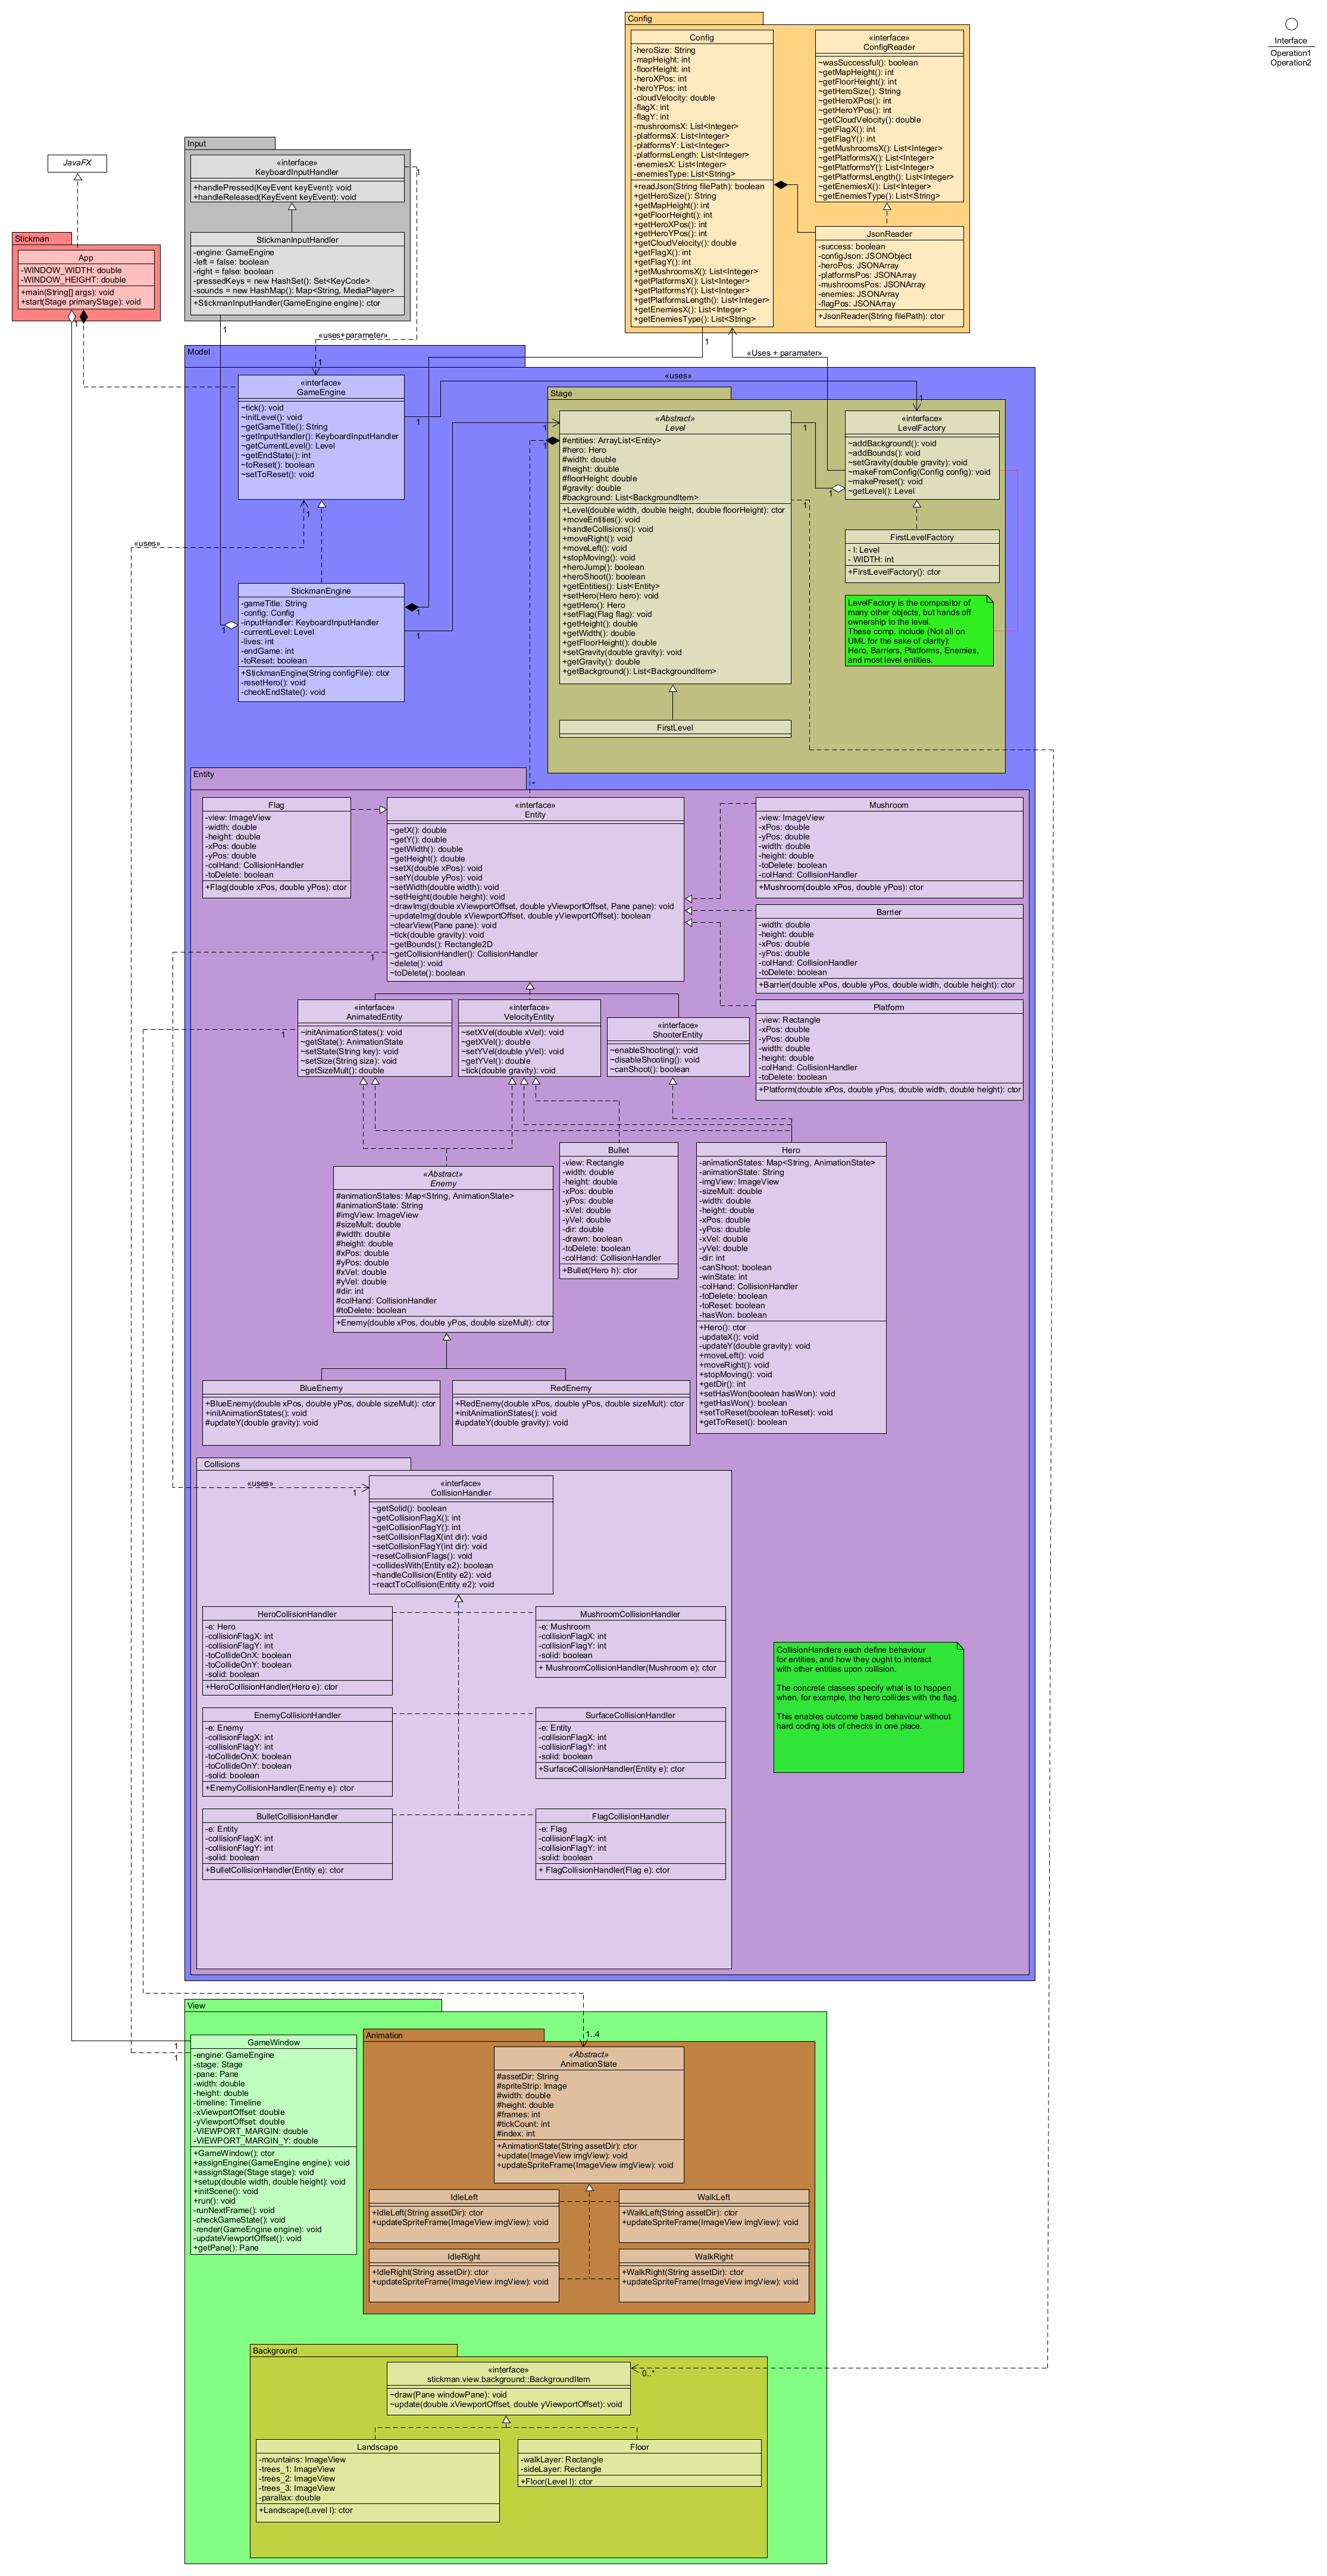 Config
Config
-heroSize: String
-mapHeight: int
-floorHeight: int
-heroXPos: int
-heroYPos: int
-cloudVelocity: double
-flagX: int
-flagY: int
-mushroomsX: List<Integer>
-platformsX: List<Integer>
-platformsY: List<Integer>
-platformsLength: List<Integer>
-enemiesX: List<Integer>
-enemiesType: List<String>
+readJson(String filePath): boolean
+getHeroSize(): String
+getMapHeight(): int
+getFloorHeight(): int
+getHeroXPos(): int
+getHeroYPos(): int
+getCloudVelocity(): double
+getFlagX(): int
+getFlagY(): int
+getMushroomsX(): List<Integer>
+getPlatformsX(): List<Integer>
+getPlatformsY(): List<Integer>
+getPlatformsLength(): List<Integer>
+getEnemiesX(): List<Integer>
+getEnemiesType(): List<String>
«interface»
ConfigReader
~wasSuccessful(): boolean
~getMapHeight(): int
~getFloorHeight(): int
~getHeroSize(): String
~getHeroXPos(): int
~getHeroYPos(): int
~getCloudVelocity(): double
~getFlagX(): int
~getFlagY(): int
~getMushroomsX(): List<Integer>
~getPlatformsX(): List<Integer>
~getPlatformsY(): List<Integer>
~getPlatformsLength(): List<Integer>
~getEnemiesX(): List<Integer>
~getEnemiesType(): List<String>
JsonReader
-success: boolean
-configJson: JSONObject
-heroPos: JSONArray
-platformsPos: JSONArray
-mushroomsPos: JSONArray
-enemies: JSONArray
-flagPos: JSONArray
+JsonReader(String filePath): ctor
Interface
Operation1
Operation2
JavaFX
Stickman
App
-WINDOW_WIDTH: double
-WINDOW_HEIGHT: double
+main(String[] args): void
+start(Stage primaryStage): void
1
Input
«interface»
KeyboardInputHandler
+handlePressed(KeyEvent keyEvent): void
+handleReleased(KeyEvent keyEvent): void
1
StickmanInputHandler
-engine: GameEngine
-left = false: boolean
-right = false: boolean
-pressedKeys = new HashSet(): Set<KeyCode>
-sounds = new HashMap(): Map<String, MediaPlayer>
+StickmanInputHandler(GameEngine engine): ctor
1
«uses+parameter»
1
1
«Uses + paramater»
Model
«interface»
GameEngine
~tick(): void
~initLevel(): void
~getGameTitle(): String
~getInputHandler(): KeyboardInputHandler
~getCurrentLevel(): Level
~getEndState(): int
~toReset(): boolean
~setToReset(): void
1
«uses»
1
1
«uses»
StickmanEngine
-gameTitle: String
-config: Config
-inputHandler: KeyboardInputHandler
-currentLevel: Level
-lives: int
-endGame: int
-toReset: boolean
+StickmanEngine(String configFile): ctor
-resetHero(): void
-checkEndState(): void
1
1
1
Stage
«Abstract»
Level
#entities: ArrayList<Entity>
#hero: Hero
#width: double
#height: double
#floorHeight: double
#gravity: double
#background: List<BackgroundItem>
+Level(double width, double height, double floorHeight): ctor
+moveEntities(): void
+handleCollisions(): void
+moveRight(): void
+moveLeft(): void
+stopMoving(): void
+heroJump(): boolean
+heroShoot(): boolean
+getEntities(): List<Entity>
+setHero(Hero hero): void
+getHero(): Hero
+setFlag(Flag flag): void
+getHeight(): double
+getWidth(): double
+getFloorHeight(): double
+setGravity(double gravity): void
+getGravity(): double
+getBackground(): List<BackgroundItem>
1
1
1
1
1
FirstLevel
«interface»
LevelFactory
~addBackground(): void
~addBounds(): void
~setGravity(double gravity): void
~makeFromConfig(Config config): void
~makePreset(): void
~getLevel(): Level
FirstLevelFactory
- l: Level
- WIDTH: int
+FirstLevelFactory(): ctor
LevelFactory is the compositor of
many other objects, but hands off
ownership to the level.
These comp. include (Not all on
UML for the sake of clarity):
Hero, Barriers, Platforms, Enemies,
and most level entities.
Entity
*
Flag
-view: ImageView
-width: double
-height: double
-xPos: double
-yPos: double
-colHand: CollisionHandler
-toDelete: boolean
+Flag(double xPos, double yPos): ctor
«interface»
Entity
~getX(): double
~getY(): double
~getWidth(): double
~getHeight(): double
~setX(double xPos): void
~setY(double yPos): void
~setWidth(double width): void
~setHeight(double height): void
~drawImg(double xViewportOffset, double yViewportOffset, Pane pane): void
~updateImg(double xViewportOffset, double yViewportOffset): boolean
~clearView(Pane pane): void
~tick(double gravity): void
~getBounds(): Rectangle2D
~getCollisionHandler(): CollisionHandler
~delete(): void
~toDelete(): boolean
1
Mushroom
-view: ImageView
-xPos: double
-yPos: double
-width: double
-height: double
-toDelete: boolean
-colHand: CollisionHandler
+Mushroom(double xPos, double yPos): ctor
Barrier
-width: double
-height: double
-xPos: double
-yPos: double
-colHand: CollisionHandler
-toDelete: boolean
+Barrier(double xPos, double yPos, double width, double height): ctor
Platform
-view: Rectangle
-xPos: double
-yPos: double
-width: double
-height: double
-colHand: CollisionHandler
-toDelete: boolean
+Platform(double xPos, double yPos, double width, double height): ctor
«interface»
AnimatedEntity
~initAnimationStates(): void
~getState(): AnimationState
~setState(String key): void
~setSize(String size): void
~getSizeMult(): double
1
«interface»
VelocityEntity
~setXVel(double xVel): void
~getXVel(): double
~setYVel(double yVel): void
~getYVel(): double
~tick(double gravity): void
«interface»
ShooterEntity
~enableShooting(): void
~disableShooting(): void
~canShoot(): boolean
«Abstract»
Enemy
#animationStates: Map<String, AnimationState>
#animationState: String
#imgView: ImageView
#sizeMult: double
#width: double
#height: double
#xPos: double
#yPos: double
#xVel: double
#yVel: double
#dir: int
#colHand: CollisionHandler
#toDelete: boolean
+Enemy(double xPos, double yPos, double sizeMult): ctor
Bullet
-view: Rectangle
-width: double
-height: double
-xPos: double
-yPos: double
-xVel: double
-yVel: double
-dir: double
-drawn: boolean
-toDelete: boolean
-colHand: CollisionHandler
+Bullet(Hero h): ctor
Hero
-animationStates: Map<String, AnimationState>
-animationState: String
-imgView: ImageView
-sizeMult: double
-width: double
-height: double
-xPos: double
-yPos: double
-xVel: double
-yVel: double
-dir: int
-canShoot: boolean
-winState: int
-colHand: CollisionHandler
-toDelete: boolean
-toReset: boolean
-hasWon: boolean
+Hero(): ctor
-updateX(): void
-updateY(double gravity): void
+moveLeft(): void
+moveRight(): void
+stopMoving(): void
+getDir(): int
+setHasWon(boolean hasWon): void
+getHasWon(): boolean
+setToReset(boolean toReset): void
+getToReset(): boolean
BlueEnemy
+BlueEnemy(double xPos, double yPos, double sizeMult): ctor
+initAnimationStates(): void
#updateY(double gravity): void
RedEnemy
+RedEnemy(double xPos, double yPos, double sizeMult): ctor
+initAnimationStates(): void
#updateY(double gravity): void
Collisions
«uses»
1
«interface»
CollisionHandler
~getSolid(): boolean
~getCollisionFlagX(): int
~getCollisionFlagY(): int
~setCollisionFlagX(int dir): void
~setCollisionFlagY(int dir): void
~resetCollisionFlags(): void
~collidesWith(Entity e2): boolean
~handleCollision(Entity e2): void
~reactToCollision(Entity e2): void
HeroCollisionHandler
-e: Hero
-collisionFlagX: int
-collisionFlagY: int
-toCollideOnX: boolean
-toCollideOnY: boolean
-solid: boolean
+HeroCollisionHandler(Hero e): ctor
MushroomCollisionHandler
-e: Mushroom
-collisionFlagX: int
-collisionFlagY: int
-solid: boolean
+ MushroomCollisionHandler(Mushroom e): ctor
EnemyCollisionHandler
-e: Enemy
-collisionFlagX: int
-collisionFlagY: int
-toCollideOnX: boolean
-toCollideOnY: boolean
-solid: boolean
+EnemyCollisionHandler(Enemy e): ctor
SurfaceCollisionHandler
-e: Entity
-collisionFlagX: int
-collisionFlagY: int
-solid: boolean
+SurfaceCollisionHandler(Entity e): ctor
BulletCollisionHandler
-e: Entity
-collisionFlagX: int
-collisionFlagY: int
-solid: boolean
+BulletCollisionHandler(Entity e): ctor
FlagCollisionHandler
-e: Flag
-collisionFlagX: int
-collisionFlagY: int
-solid: boolean
+ FlagCollisionHandler(Flag e): ctor
CollisionHandlers each define behaviour
for entities, and how they ought to interact
with other entities upon collision.
The concrete classes specify what is to happen
when, for example, the hero collides with the flag.
This enables outcome based behaviour without
hard coding lots of checks in one place.
View
1
1
GameWindow
-engine: GameEngine
-stage: Stage
-pane: Pane
-width: double
-height: double
-timeline: Timeline
-xViewportOffset: double
-yViewportOffset: double
-VIEWPORT_MARGIN: double
-VIEWPORT_MARGIN_Y: double
+GameWindow(): ctor
+assignEngine(GameEngine engine): void
+assignStage(Stage stage): void
+setup(double width, double height): void
+initScene(): void
+run(): void
-runNextFrame(): void
-checkGameState(): void
-render(GameEngine engine): void
-updateViewportOffset(): void
+getPane(): Pane
Animation
1..4
«Abstract»
AnimationState
#assetDir: String
#spriteStrip: Image
#width: double
#height: double
#frames: int
#tickCount: int
#index: int
+AnimationState(String assetDir): ctor
+update(ImageView imgView): void
+updateSpriteFrame(ImageView imgView): void
IdleLeft
+IdleLeft(String assetDir): ctor
+updateSpriteFrame(ImageView imgView): void
WalkLeft
+WalkLeft(String assetDir): ctor
+updateSpriteFrame(ImageView imgView): void
IdleRight
+IdleRight(String assetDir): ctor
+updateSpriteFrame(ImageView imgView): void
WalkRight
+WalkRight(String assetDir): ctor
+updateSpriteFrame(ImageView imgView): void
Background
«interface»
stickman.view.background::BackgroundItem
~draw(Pane windowPane): void
~update(double xViewportOffset, double yViewportOffset): void
0..*
Landscape
-mountains: ImageView
-trees_1: ImageView
-trees_2: ImageView
-trees_3: ImageView
-parallax: double
+Landscape(Level l): ctor
Floor
-walkLayer: Rectangle
-sideLayer: Rectangle
+Floor(Level l): ctor